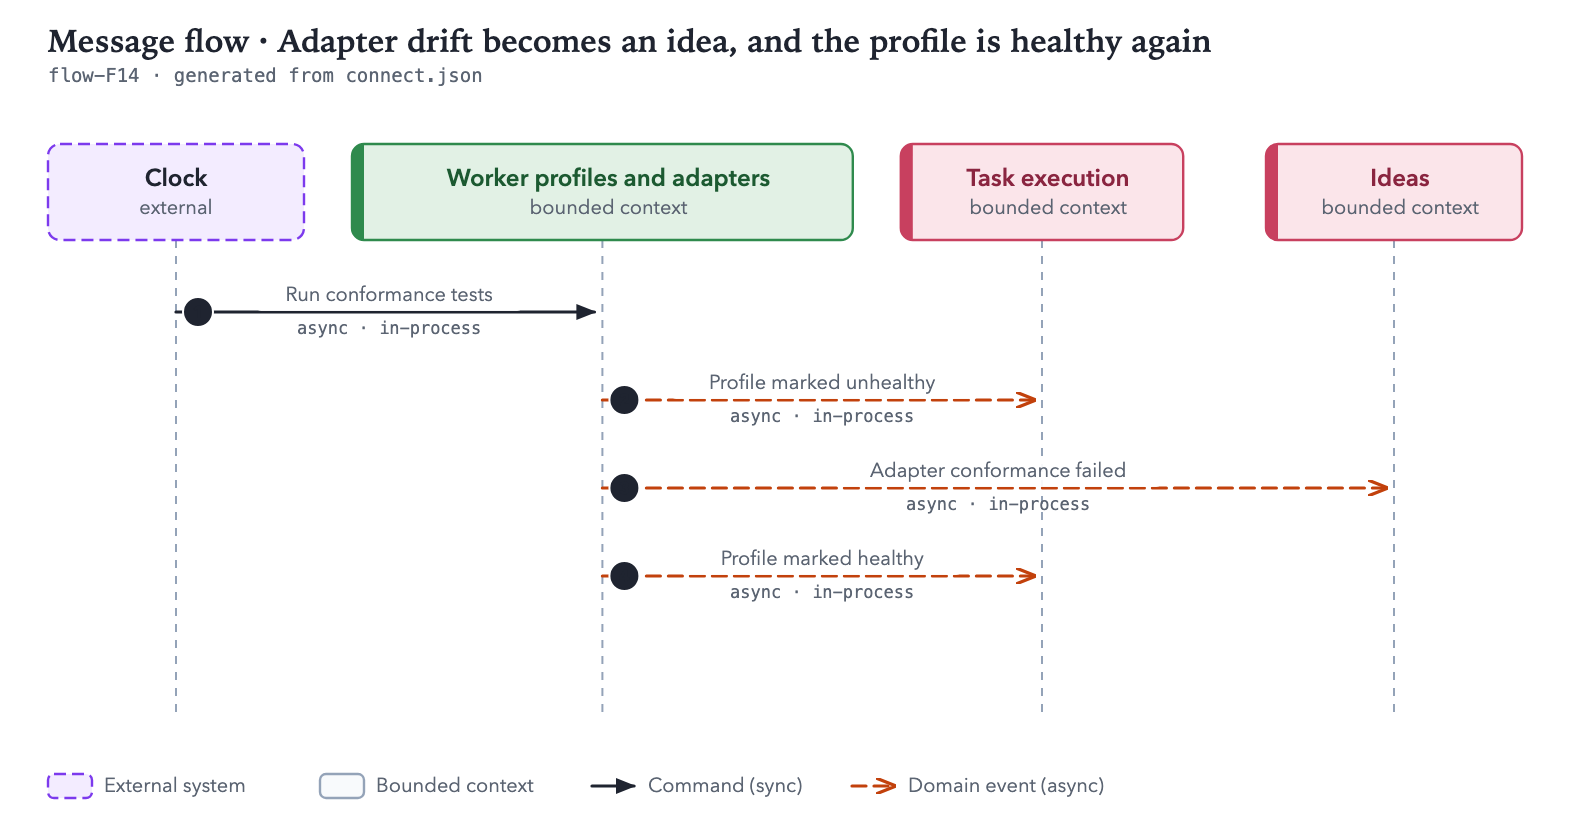 Message flow · Adapter drift becomes an idea, and the profile is healthy again
flow-F14 · generated from connect.json
Clock
external
Worker profiles and adapters
bounded context
Task execution
bounded context
Ideas
bounded context
Run conformance tests
async · in-process
Profile marked unhealthy
async · in-process
Adapter conformance failed
async · in-process
Profile marked healthy
async · in-process
External system
Bounded context
Command (sync)
Domain event (async)